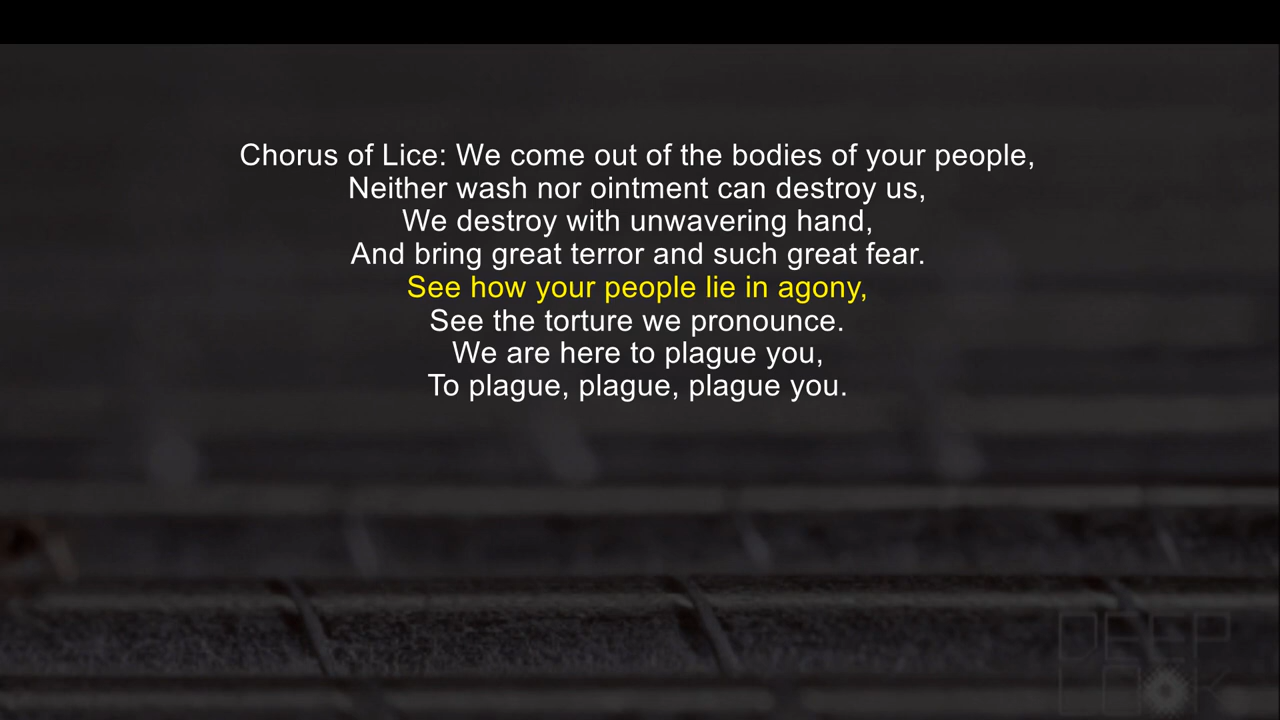 Chorus of Lice: We come out of the bodies of your people,
Neither wash nor ointment can destroy us,
We destroy with unwavering hand,
And bring great terror and such great fear.
See how your people lie in agony,
See the torture we pronounce.
We are here to plague you,
To plague, plague, plague you.
DEEP
LOOK